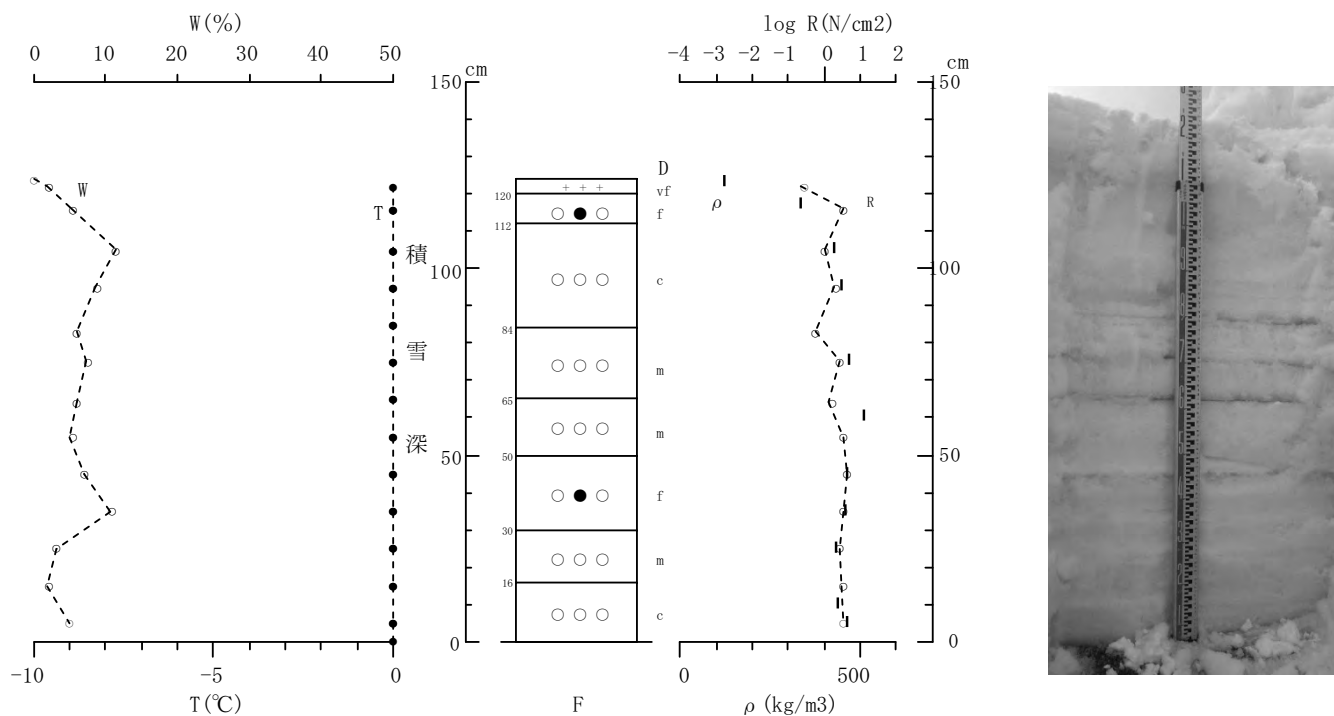 W(%)
0 10 20 30 40 50
cm
150
100
50
0
W
T
積
雪
深
-10 -5 0
T(℃)
D
+ + +
vf
120
f
112
c
84
m
65
m
50
f
30
m
16
c
F
log R(N/cm2)
-4 -3 -2 -1 0 1 2
cm
150
100
50
0
ρ
R
0 500
ρ (kg/m3)